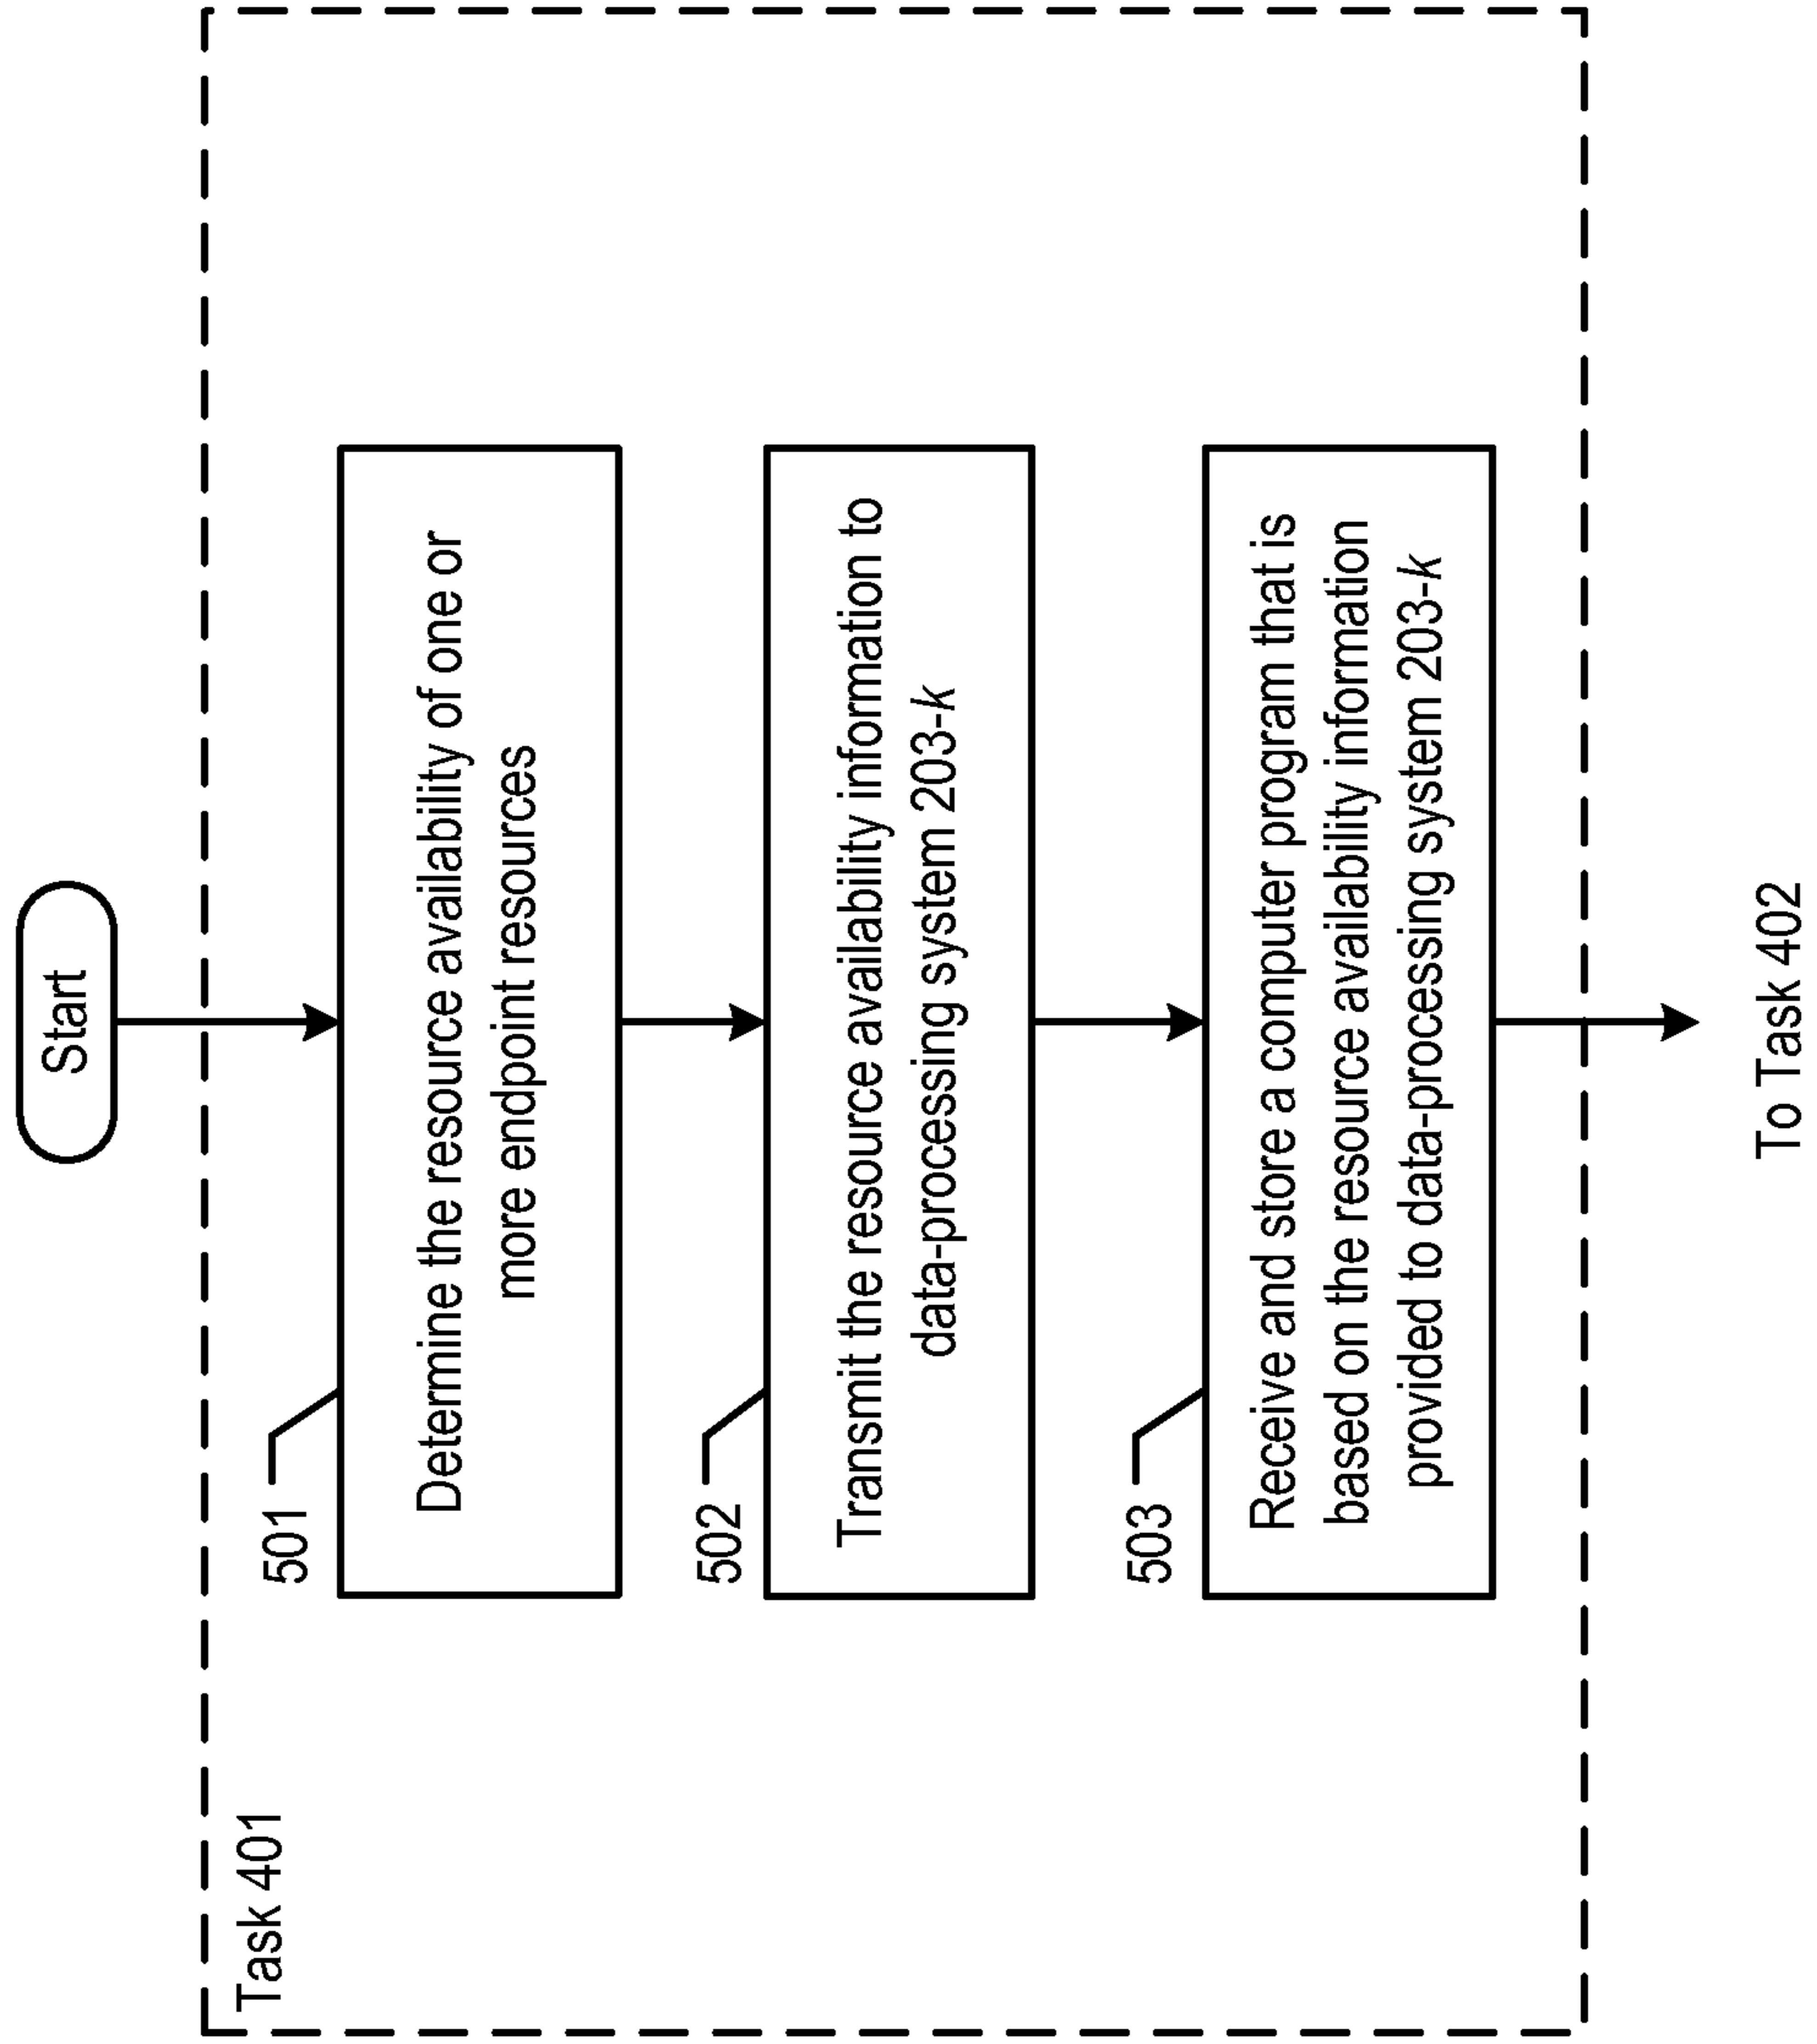 Start
Task 401
501
Determine the resource availability of one or
more endpoint resources
502
Transmit the resource availability information to
data-processing system 203-k
503
Receive and store a computer program that is
based on the resource availability information
provided to data-processing system 203-k
To Task 402